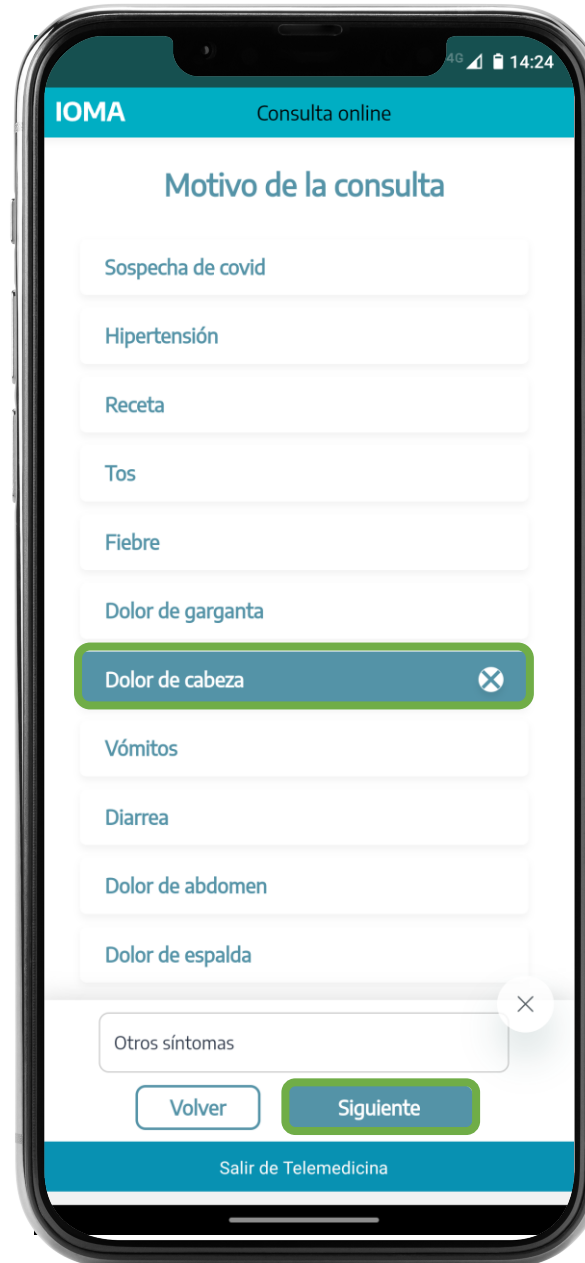 4G 14:24
IOMA Consulta online
Motivo de la consulta
Sospecha de covid
Hipertensión
Receta
Tos
Fiebre
Dolor de garganta
Dolor de cabeza
Vómitos
Diarrea
Dolor de abdomen
Dolor de espalda
Otros síntomas
Volver Siguiente
Salir de Telemedicina